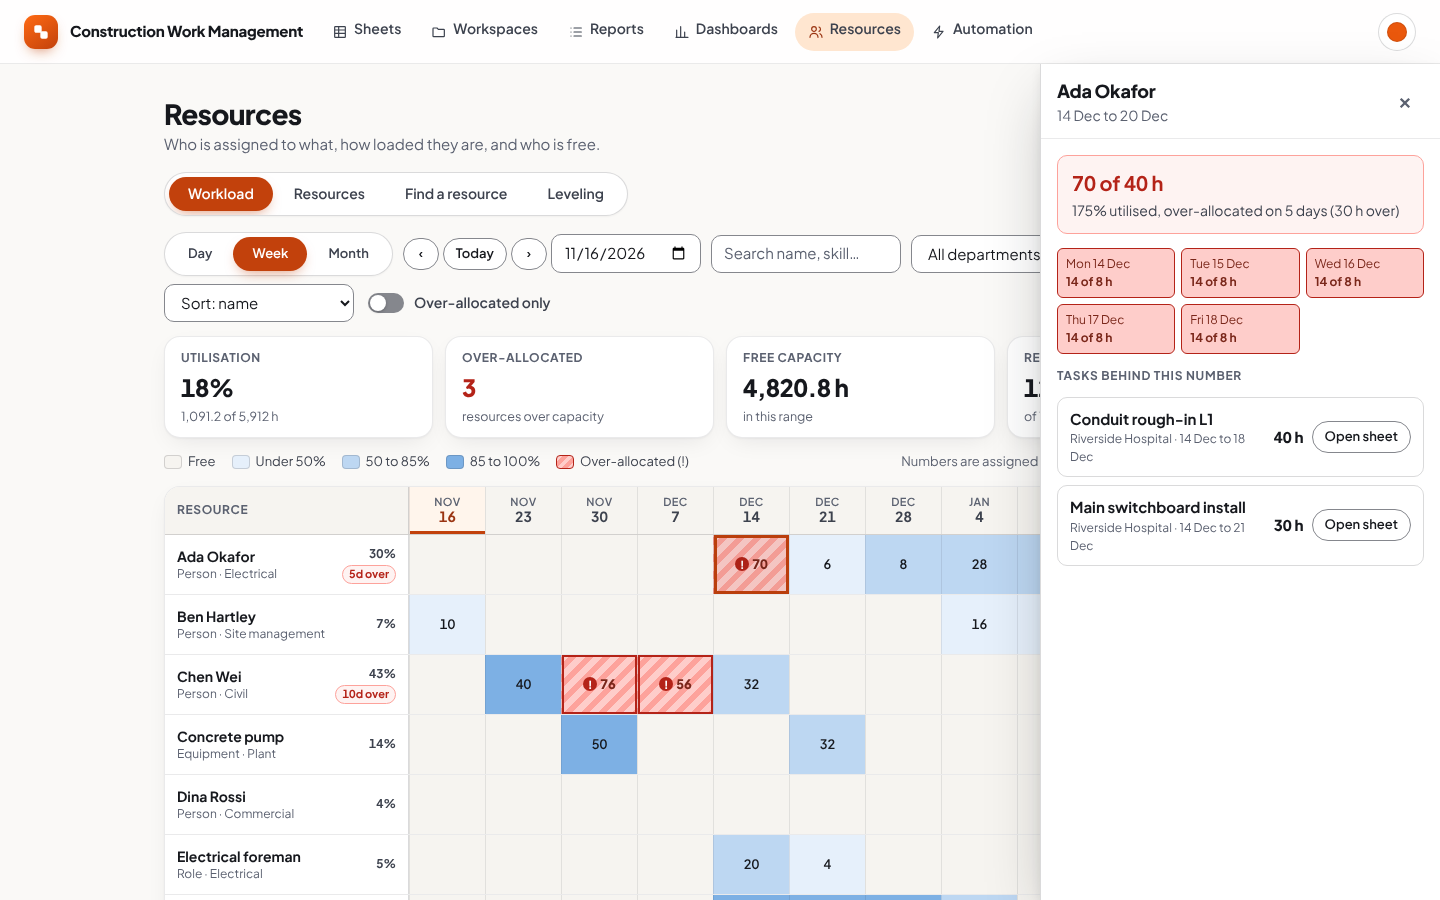 Construction Work Management
Sheets
Workspaces
Reports
Dashboards
Resources
Automation
Resources
Who is assigned to what, how loaded they are, and who is free.
Workload
Resources
Find a resource
Leveling
Day
Week
Month
‹
Today
›
11/16/2026
Search name, skill...
All departments
Sort: name
Over-allocated only
UTILISATION
18%
1,091.2 of 5,912 h
OVER-ALLOCATED
3
resources over capacity
FREE CAPACITY
4,820.8 h
in this range
of
Free
Under 50%
50 to 85%
85 to 100%
Over-allocated (!)
Numbers are assigned
RESOURCE
NOV 16
NOV 23
NOV 30
DEC 7
DEC 14
DEC 21
DEC 28
JAN 4
Ada Okafor
Person · Electrical
30%
5d over
! 70
6
8
28
Ben Hartley
Person · Site management
7%
10
16
Chen Wei
Person · Civil
43%
10d over
40
! 76
! 56
32
Concrete pump
Equipment · Plant
14%
50
32
Dina Rossi
Person · Commercial
4%
Electrical foreman
Role · Electrical
5%
20
4
Ada Okafor
14 Dec to 20 Dec
×
70 of 40 h
175% utilised, over-allocated on 5 days (30 h over)
Mon 14 Dec
14 of 8 h
Tue 15 Dec
14 of 8 h
Wed 16 Dec
14 of 8 h
Thu 17 Dec
14 of 8 h
Fri 18 Dec
14 of 8 h
TASKS BEHIND THIS NUMBER
Conduit rough-in L1
Riverside Hospital · 14 Dec to 18
Dec
40 h
Open sheet
Main switchboard install
Riverside Hospital · 14 Dec to 21
Dec
30 h
Open sheet